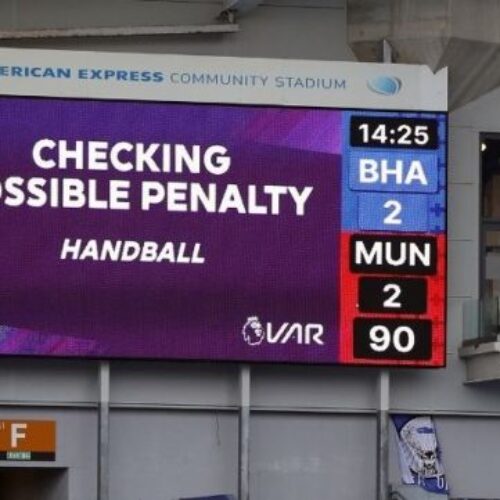 ERICAN EXPRESS COMMUNITY STADIUM
CHECKING
OSSIBLE PENALTY
HANDBALL
VAR
14:25
BHA
2
MUN
2
90
F